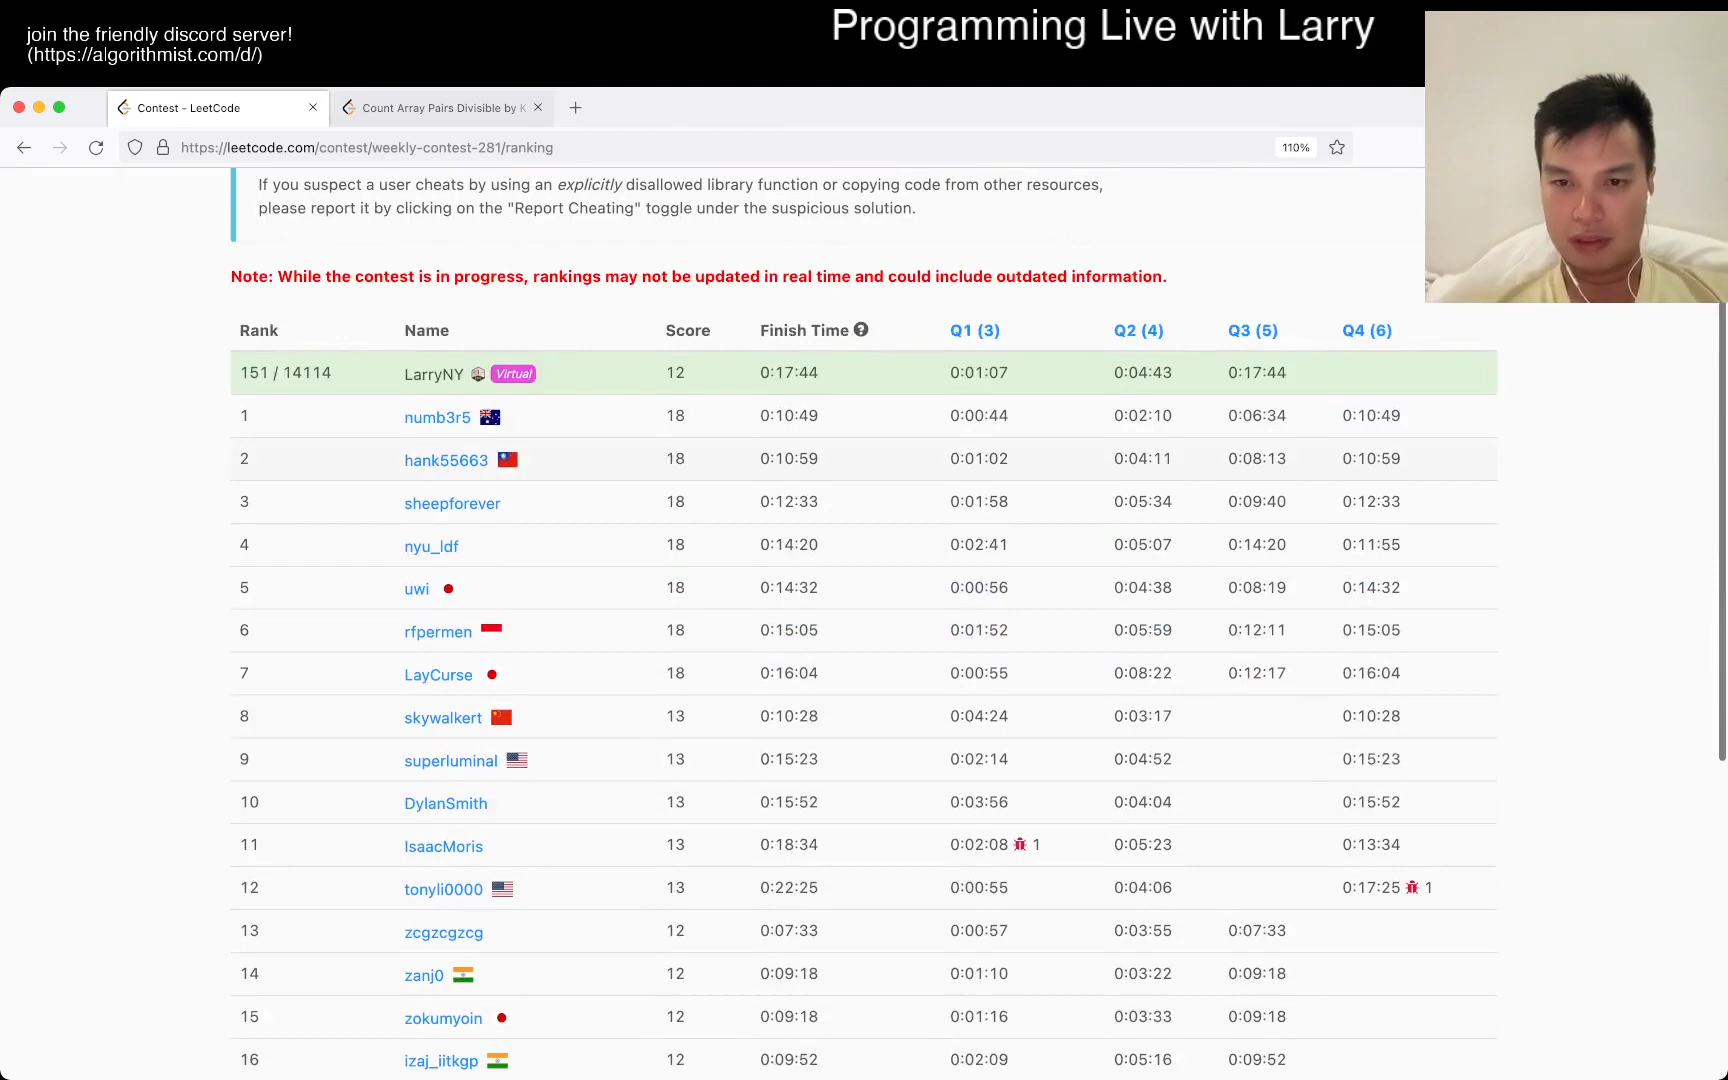 join the friendly discord server!
(https://algorithmist.com/d/)
Programming Live with Larry
Contest - LeetCode
Count Array Pairs Divisible by K
https://leetcode.com/contest/weekly-contest-281/ranking
110%
If you suspect a user cheats by using an explicitly disallowed library function or copying code from other resources,
please report it by clicking on the "Report Cheating" toggle under the suspicious solution.
Note: While the contest is in progress, rankings may not be updated in real time and could include outdated information.
Rank Name Score Finish Time Q1 (3) Q2 (4) Q3 (5) Q4 (6)
151 / 14114 LarryNY Virtual 12 0:17:44 0:01:07 0:04:43 0:17:44
1 numb3r5 18 0:10:49 0:00:44 0:02:10 0:06:34 0:10:49
2 hank55663 18 0:10:59 0:01:02 0:04:11 0:08:13 0:10:59
3 sheepforever 18 0:12:33 0:01:58 0:05:34 0:09:40 0:12:33
4 nyu_ldf 18 0:14:20 0:02:41 0:05:07 0:14:20 0:11:55
5 uwi 18 0:14:32 0:00:56 0:04:38 0:08:19 0:14:32
6 rfpermen 18 0:15:05 0:01:52 0:05:59 0:12:11 0:15:05
7 LayCurse 18 0:16:04 0:00:55 0:08:22 0:12:17 0:16:04
8 skywalkert 13 0:10:28 0:04:24 0:03:17 0:10:28
9 superluminal 13 0:15:23 0:02:14 0:04:52 0:15:23
10 DylanSmith 13 0:15:52 0:03:56 0:04:04 0:15:52
11 IsaacMoris 13 0:18:34 0:02:08 1 0:05:23 0:13:34
12 tonyli0000 13 0:22:25 0:00:55 0:04:06 0:17:25 1
13 zcgzcgzcg 12 0:07:33 0:00:57 0:03:55 0:07:33
14 zanj0 12 0:09:18 0:01:10 0:03:22 0:09:18
15 zokumyoin 12 0:09:18 0:01:16 0:03:33 0:09:18
16 izaj_iitkgp 12 0:09:52 0:02:09 0:05:16 0:09:52